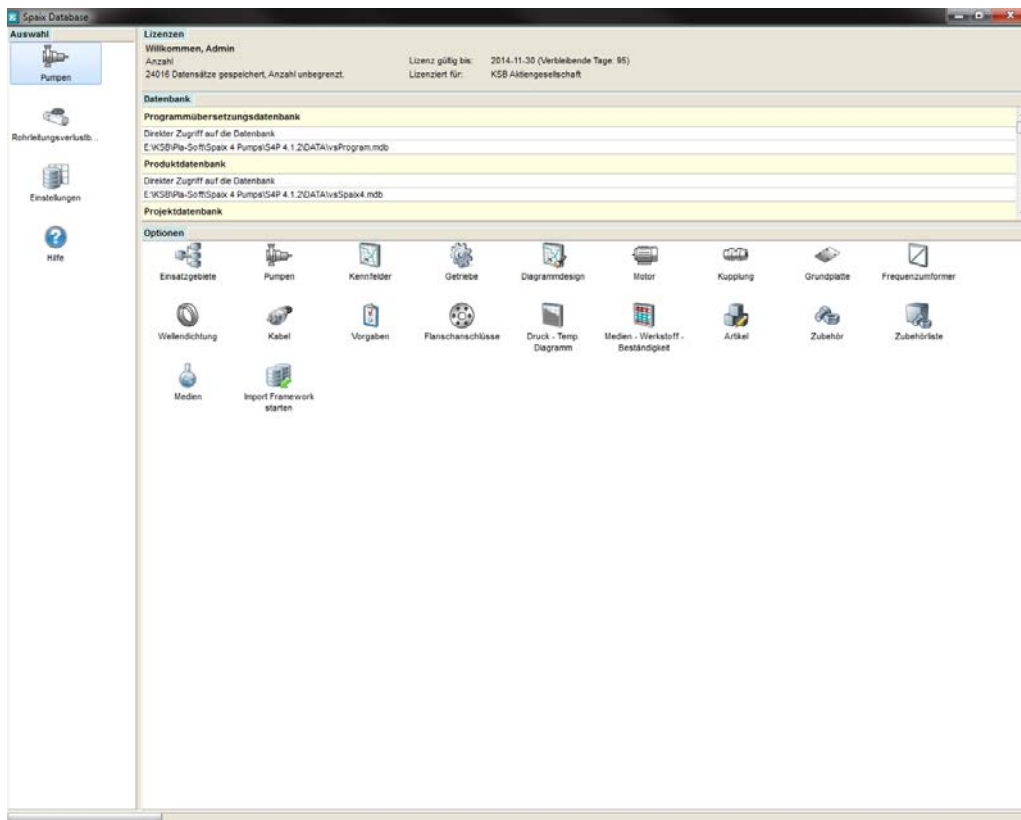 Spaix Database
Auswahl
Pumpen
Rohrleitungsverlustb...
Einstellungen
Hilfe
Lizenzen
Willkommen, Admin
Anzahl
24016 Datensätze gespeichert, Anzahl unbegrenzt.
Lizenz gültig bis: 2014-11-30 (Verbleibende Tage: 95)
Lizenziert für: KSB Aktiengesellschaft
Datenbank
Programmübersetzungsdatenbank
Direkter Zugriff auf die Datenbank
E:\KSB\Pla-Soft\Spaix 4 Pumps\S4P 4.1.2\DATA\vsProgram.mdb
Produktdatenbank
Direkter Zugriff auf die Datenbank
E:\KSB\Pla-Soft\Spaix 4 Pumps\S4P 4.1.2\DATA\vsSpaix4.mdb
Projektdatenbank
Optionen
Einsatzgebiete
Pumpen
Kennfelder
Getriebe
Diagrammdesign
Motor
Kupplung
Grundplatte
Frequenzumformer
Wellendichtung
Kabel
Vorgaben
Flanschanschlüsse
Druck - Temp.
Diagramm
Medien - Werkstoff -
Beständigkeit
Artikel
Zubehör
Zubehörliste
Medien
Import Framework
starten